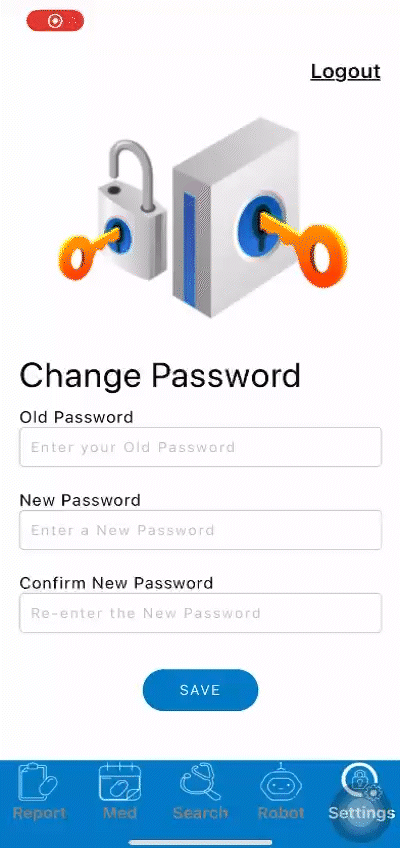 Logout
Change Password
Old Password
Enter your Old Password
New Password
Enter a New Password
Confirm New Password
Re-enter the New Password
SAVE
Report
Med
Search
Robot
Settings